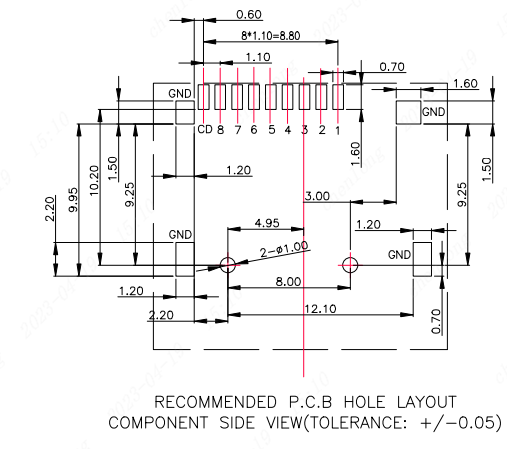 0.60
8*1.10=8.80
1.10
0.70
1.60
GND
GND
CD 8 7 6 5 4 3 2 1
1.60
1.50
1.50
10.20
9.25
9.95
9.25
1.20
3.00
2.20
4.95
1.20
GND
2-ø1.00
GND
8.00
1.20
12.10
2.20
0.70
RECOMMENDED P.C.B HOLE LAYOUT
COMPONENT SIDE VIEW(TOLERANCE: +/-0.05)